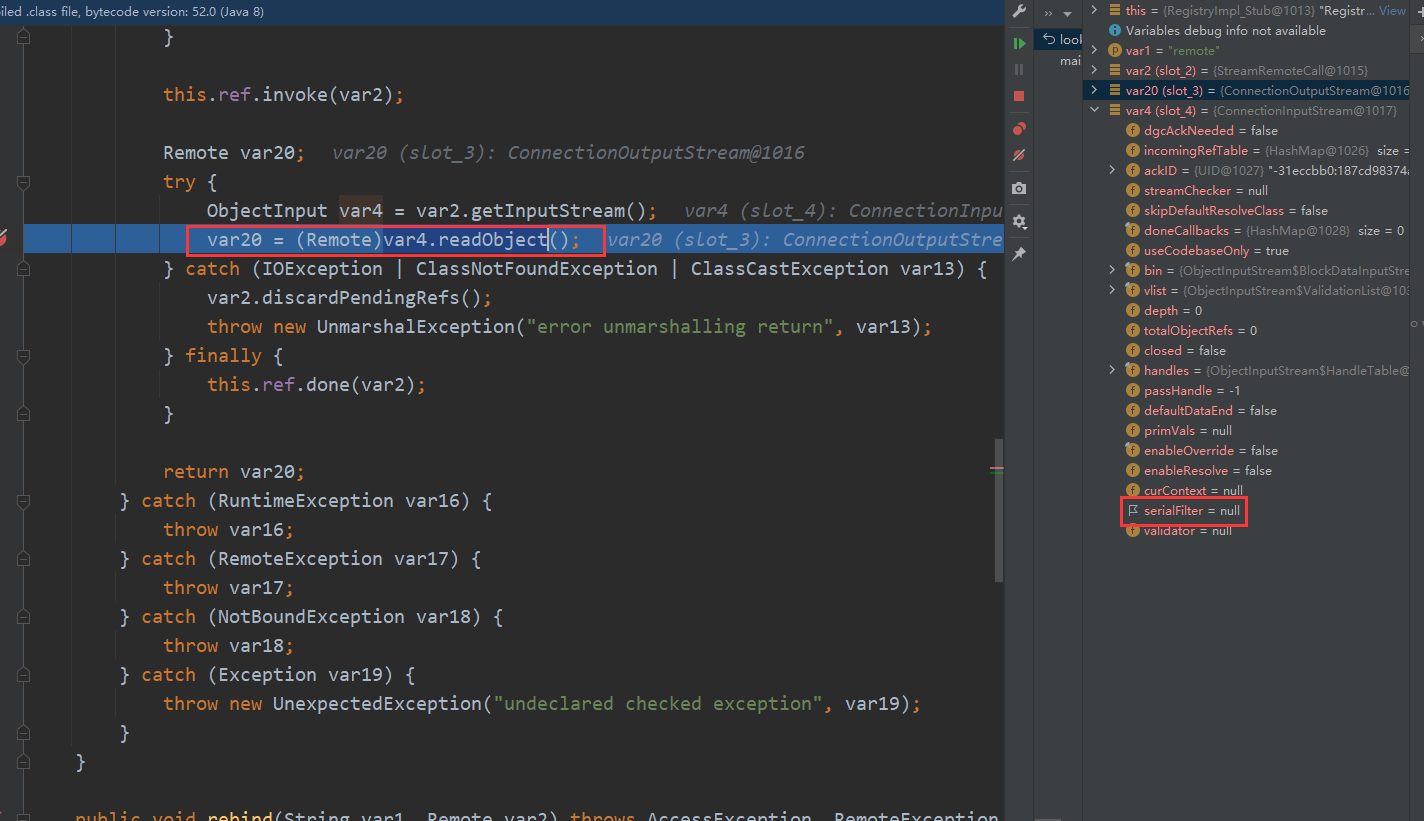 iled .class file, bytecode version: 52.0 (Java 8)
}
this.ref.invoke(var2);
Remote var20; var20 (slot_3): ConnectionOutputStream@1016
try {
ObjectInput var4 = var2.getInputStream(); var4 (slot_4): ConnectionInpu
var20 = (Remote)var4.readObject(); var20 (slot_3): ConnectionOutputStre
} catch (IOException | ClassNotFoundException | ClassCastException var13) {
var2.discardPendingRefs();
throw new UnmarshalException("error unmarshalling return", var13);
} finally {
this.ref.done(var2);
}
return var20;
} catch (RuntimeException var16) {
throw var16;
} catch (RemoteException var17) {
throw var17;
} catch (NotBoundException var18) {
throw var18;
} catch (Exception var19) {
throw new UnexpectedException("undeclared checked exception", var19);
}
}
public void rebind(String var1, Remote var2) throws AccessException, RemoteException
look
mai
this = {RegistryImpl_Stub@1013} "Registr... View
Variables debug info not available
var1 = "remote"
var2 (slot_2) = {StreamRemoteCall@1015}
var20 (slot_3) = {ConnectionOutputStream@1016
var4 (slot_4) = {ConnectionInputStream@1017}
dgcAckNeeded = false
incomingRefTable = {HashMap@1026} size =
ackID = {UID@1027} "-31eccbb0:187cd98374a
streamChecker = null
skipDefaultResolveClass = false
doneCallbacks = {HashMap@1028} size = 0
useCodebaseOnly = true
bin = {ObjectInputStream$BlockDataInputStre
vlist = {ObjectInputStream$ValidationList@103
depth = 0
totalObjectRefs = 0
closed = false
handles = {ObjectInputStream$HandleTable@
passHandle = -1
defaultDataEnd = false
primVals = null
enableOverride = false
enableResolve = false
curContext = null
serialFilter = null
validator = null